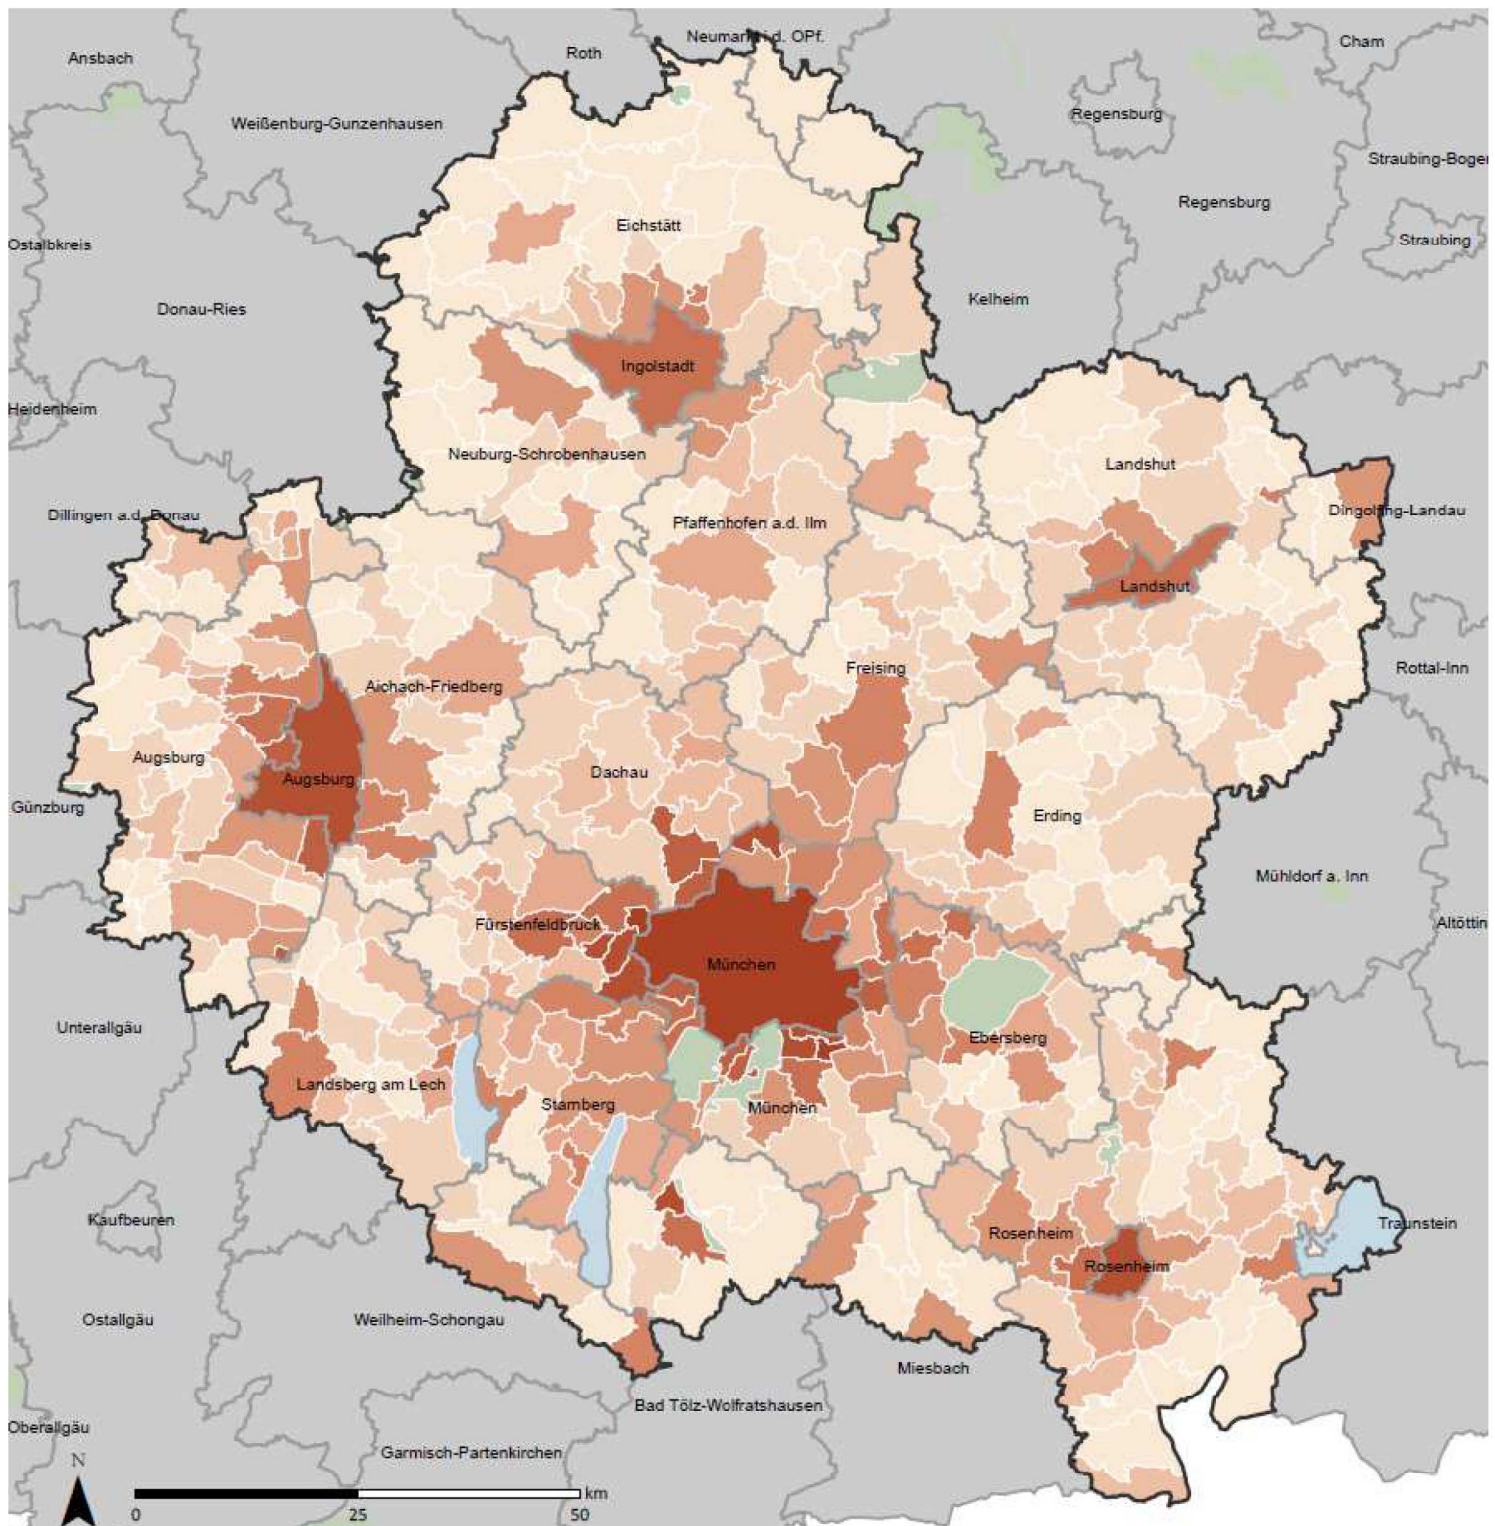 Neumarkt i.d. OPf.
Cham
Roth
Ansbach
Regensburg
Weißenburg-Gunzenhausen
Straubing-Bogen
Regensburg
Eichstätt
Straubing
Ostalbkreis
Kelheim
Donau-Ries
Ingolstadt
Heidenheim
Neuburg-Schrobenhausen
Landshut
Dingolfing-Landau
Dillingen a.d. Donau
Pfaffenhofen a.d. Ilm
Landshut
Freising
Rottal-Inn
Aichach-Friedberg
Augsburg
Dachau
Augsburg
Günzburg
Erding
Mühldorf a. Inn
Fürstenfeldbruck
Altöttin
München
Unterallgäu
Ebersberg
Landsberg am Lech
Starnberg
München
Kaufbeuren
Traunstein
Rosenheim
Rosenheim
Ostallgäu
Weilheim-Schongau
Miesbach
Bad Tölz-Wolfratshausen
Oberallgäu
Garmisch-Partenkirchen
N
km
0 25 50